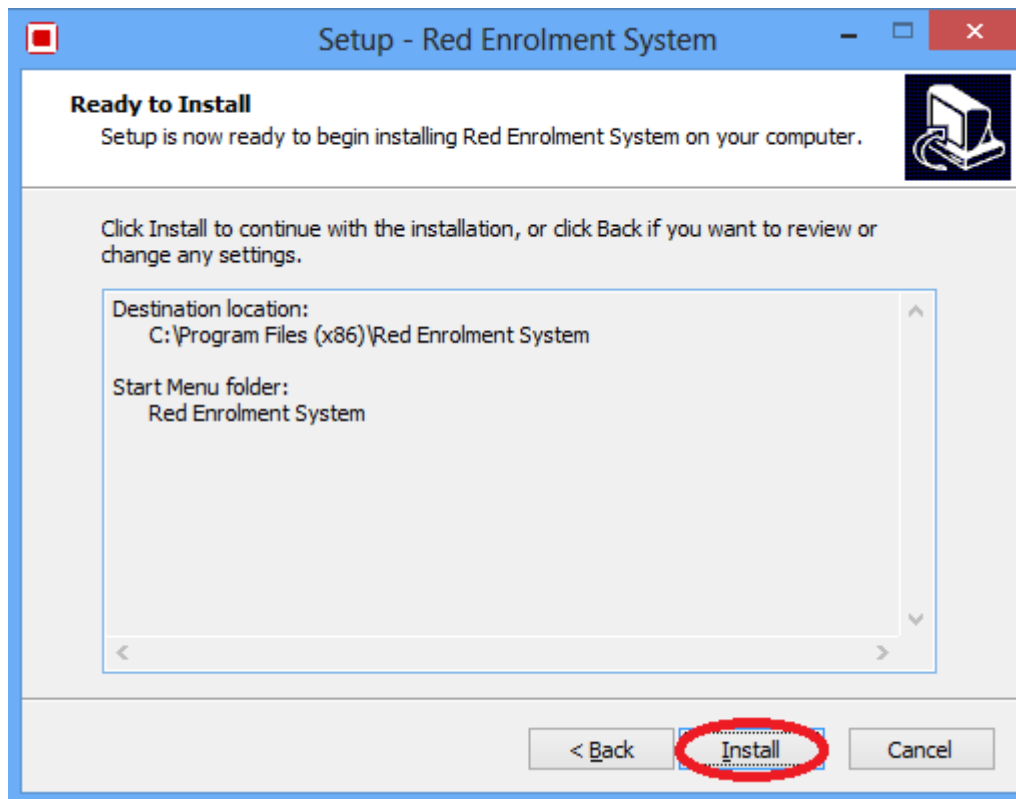 Setup - Red Enrolment System
Ready to Install
Setup is now ready to begin installing Red Enrolment System on your computer.
Click Install to continue with the installation, or click Back if you want to review or
change any settings.
Destination location:
C:\Program Files (x86)\Red Enrolment System
Start Menu folder:
Red Enrolment System
< Back
Install
Cancel